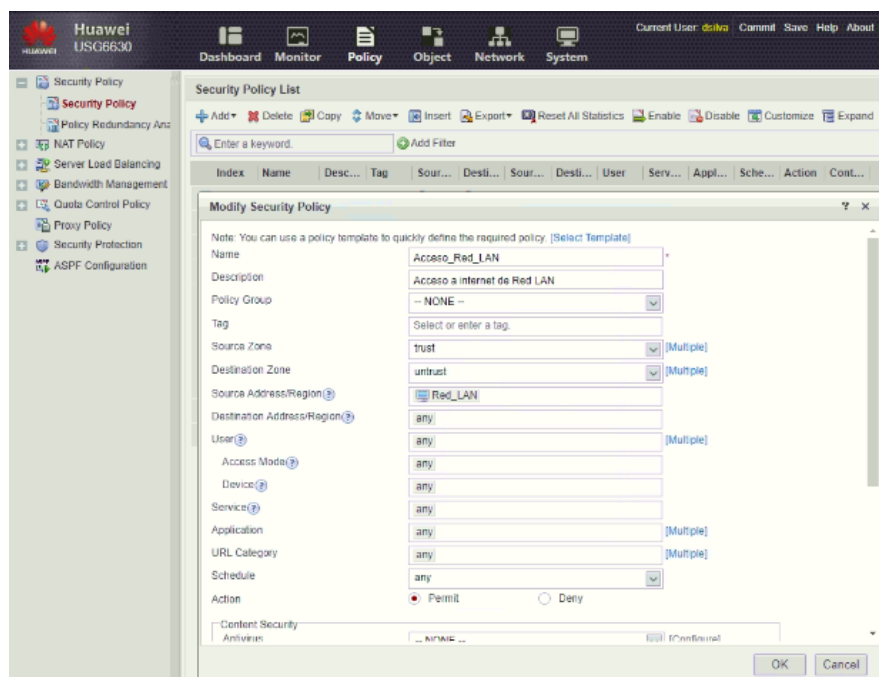 Huawei
USG6630
HUAWEI
Dashboard Monitor Policy Object Network System
Current User: dsilva Commit Save Help About
Security Policy
Security Policy
Policy Redundancy Ana
NAT Policy
Server Load Balancing
Bandwidth Management
Quota Control Policy
Proxy Policy
Security Protection
ASPF Configuration
Security Policy List
Add Delete Copy Move Insert Export Reset All Statistics Enable Disable Customize Expand
Enter a keyword. Add Filter
Index Name Desc... Tag Sour... Desti... Sour... Desti... User Serv... Appl... Sche... Action Cont...
Modify Security Policy ? ×
Note: You can use a policy template to quickly define the required policy. [Select Template]
Name Acceso_Red_LAN *
Description Acceso a internet de Red LAN
Policy Group -- NONE --
Tag Select or enter a tag.
Source Zone trust [Multiple]
Destination Zone untrust [Multiple]
Source Address/Region ? Red_LAN
Destination Address/Region ? any
User ? any [Multiple]
Access Mode ? any
Device ? any
Service ? any
Application any [Multiple]
URL Category any [Multiple]
Schedule any
Action Permit Deny
Content Security
Antivirus -- NONE -- [Configure]
OK Cancel